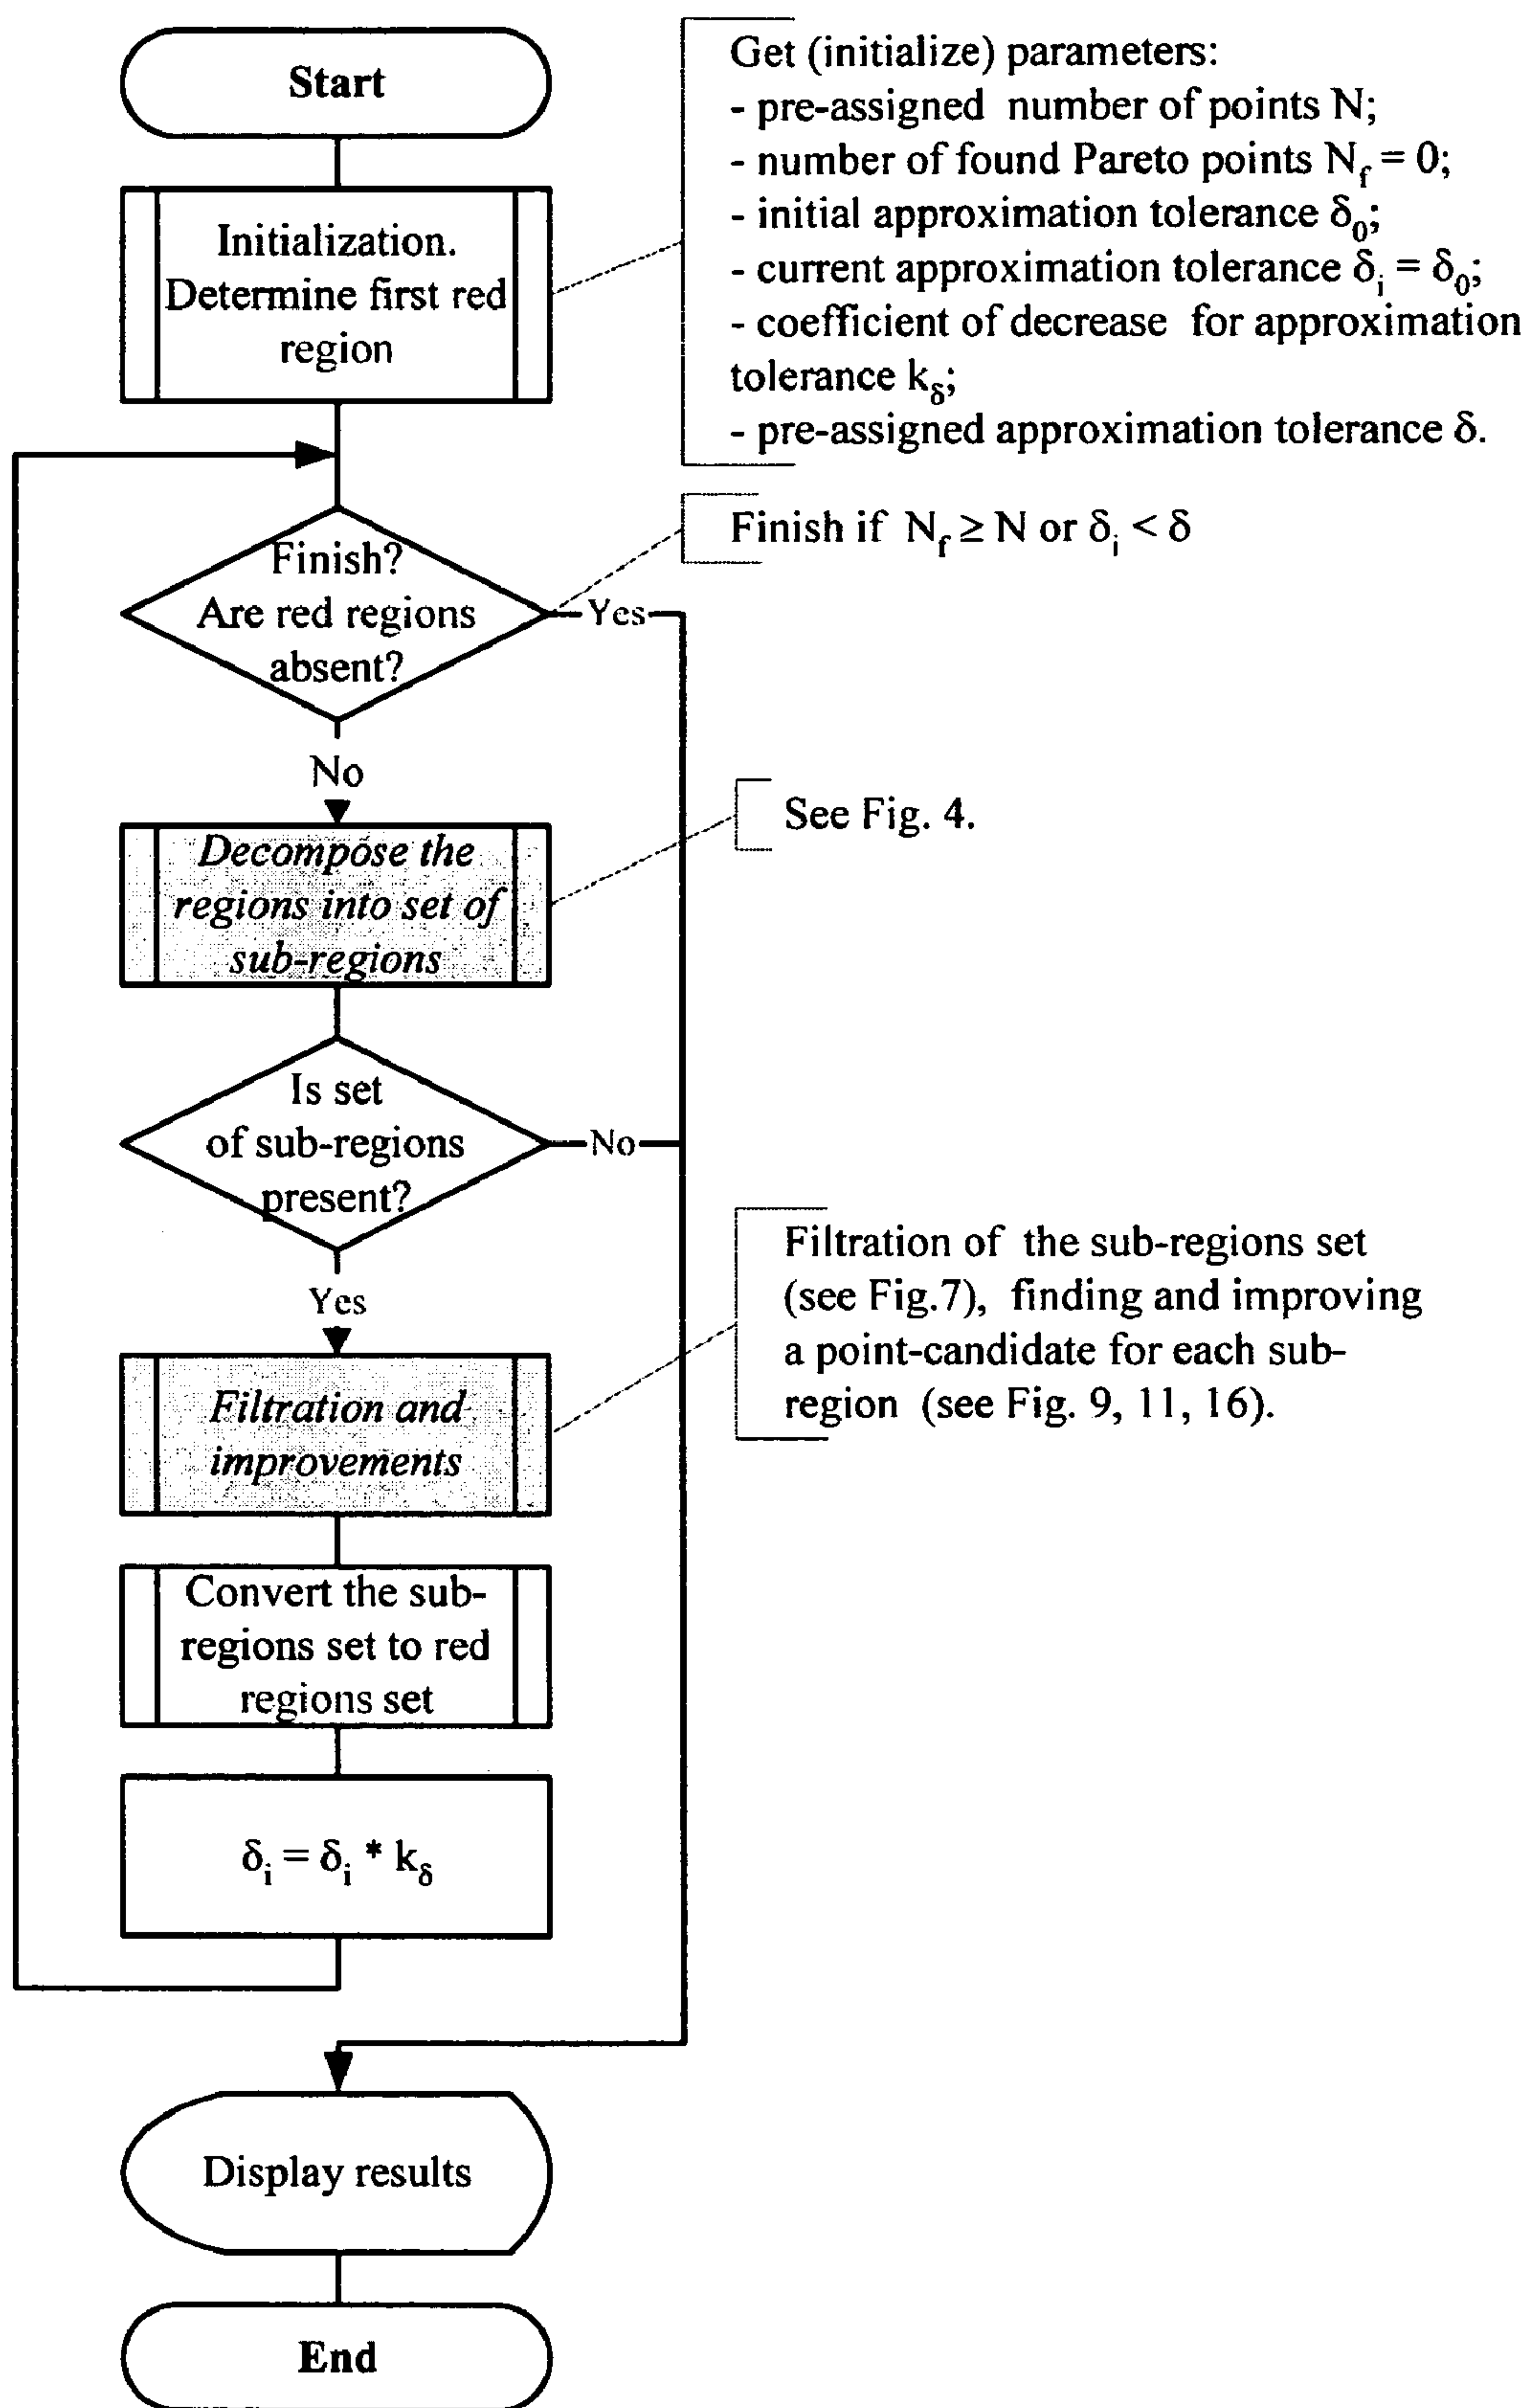 Start
Get (initialize) parameters:
- pre-assigned number of points N;
- number of found Pareto points N_f = 0;
- initial approximation tolerance δ_0;
- current approximation tolerance δ_i = δ_0;
- coefficient of decrease for approximation
tolerance k_δ;
- pre-assigned approximation tolerance δ.
Initialization.
Determine first red
region
Finish if N_f ≥ N or δ_i < δ
Finish?
Are red regions
absent?
Yes
No
See Fig. 4.
Decompose the
regions into set of
sub-regions
Is set
of sub-regions
present?
No
Yes
Filtration of the sub-regions set
(see Fig.7), finding and improving
a point-candidate for each sub-
region (see Fig. 9, 11, 16).
Filtration and
improvements
Convert the sub-
regions set to red
regions set
δ_i = δ_i * k_δ
Display results
End